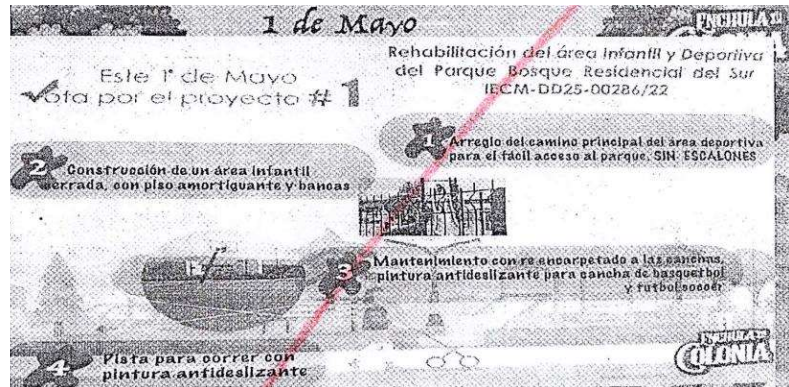 1 de Mayo
ENCHULA TU
COLONIA
Este 1° de Mayo
Vota por el proyecto # 1
Rehabilitación del área Infantil y Deportiva
del Parque Bosque Residencial del Sur
IECM-DD25-00286/22
1 Arreglo del camino principal del área deportiva
para el fácil acceso al parque, SIN ESCALONES
2 Construcción de un área infantil
cerrada, con piso amortiguante y bancas
3 Mantenimiento con re encarpetado a las canchas,
pintura antideslizante para cancha de basquetbol
y futbol soccer
4 Pista para correr con
pintura antideslizante
COLONIA